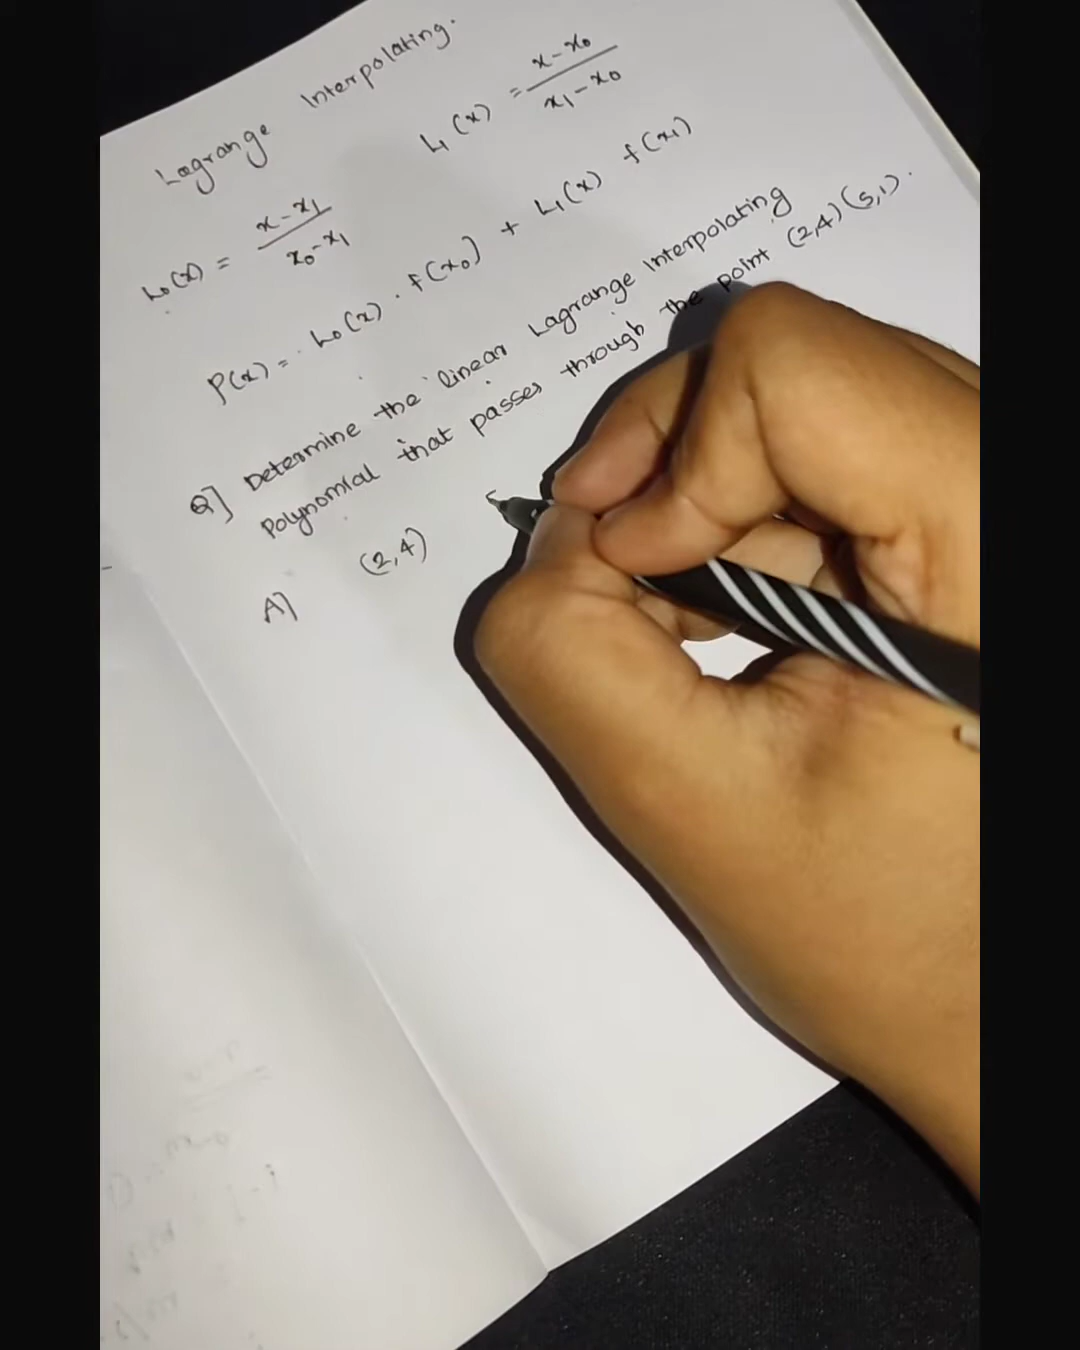 Lagrange Interpolating.
L₀(x) = (x-x₁)/(x₀-x₁) L₁(x) = (x-x₀)/(x₁-x₀)
P(x) = L₀(x) . f(x₀) + L₁(x) f(x₁)
Q] Determine the linear Lagrange Interpolating
Polynomial that passes through the point (2,4) (5,1).
A] (2,4)